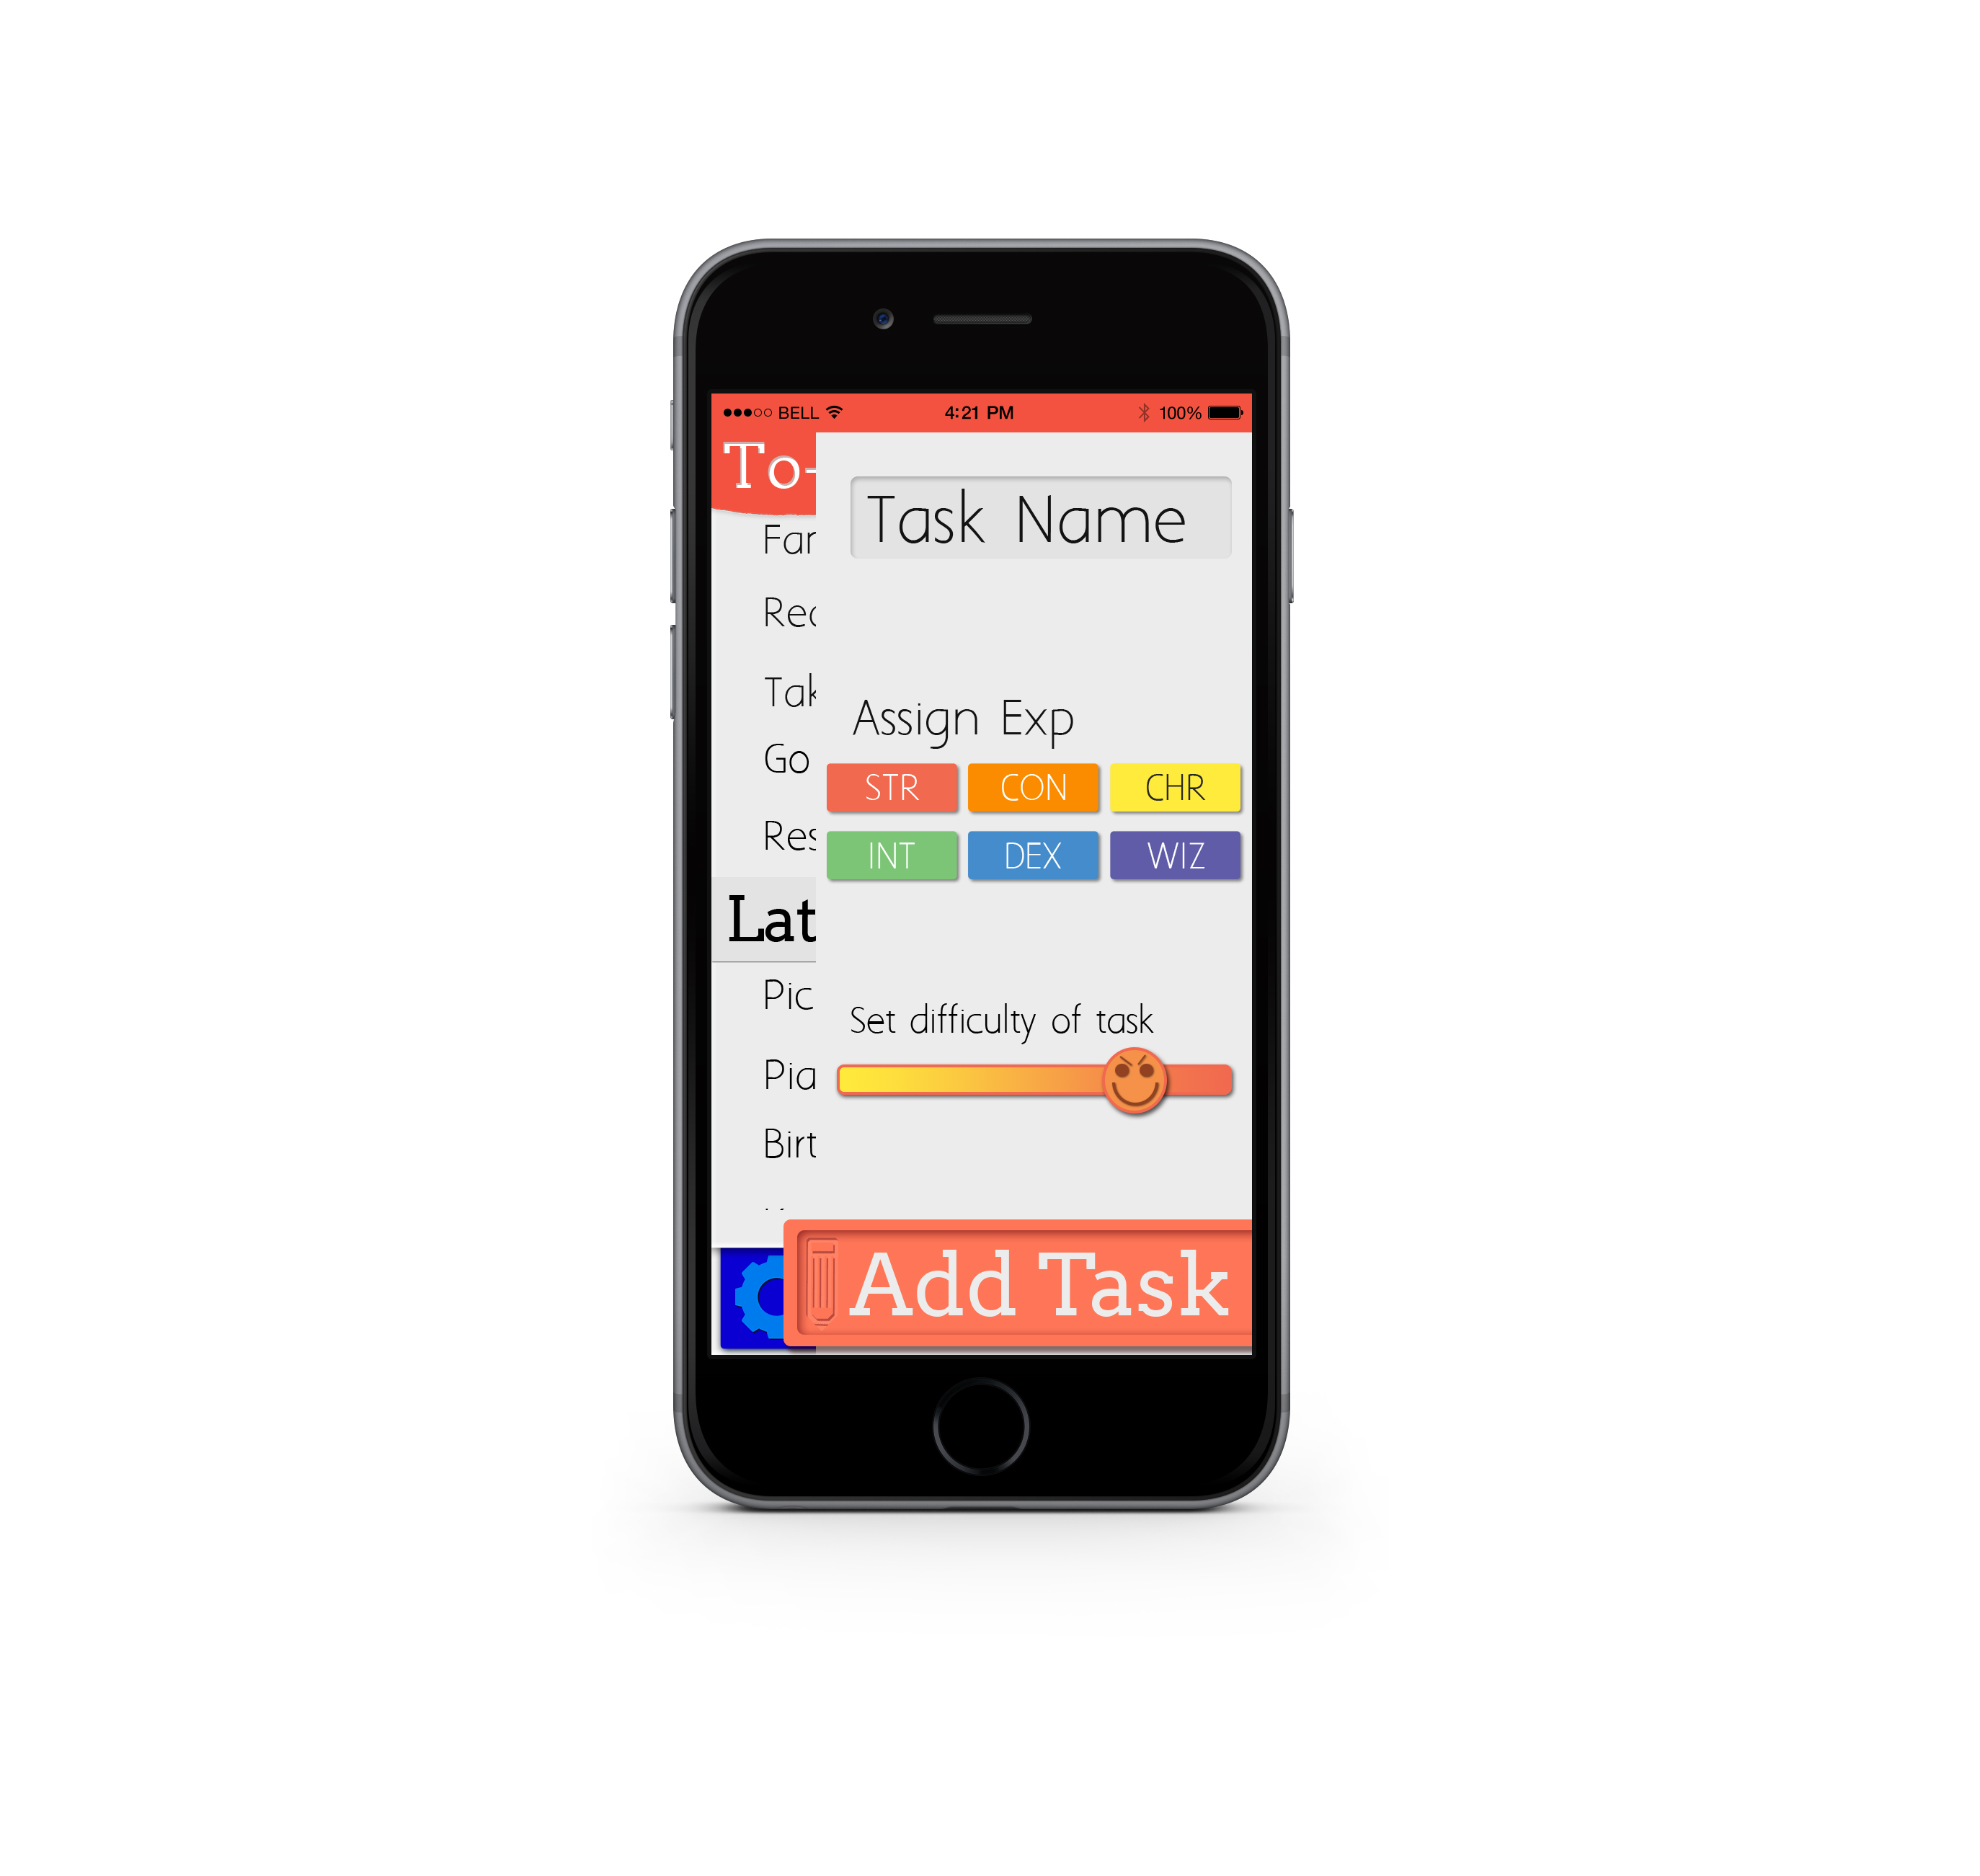 BELL 4:21 PM 100%
To-
Task Name
Far
Rec
Tak
Assign Exp
Go
STR CON CHR
Res
INT DEX WIZ
Lat
Pic
Set difficulty of task
Pia
Birt
Add Task